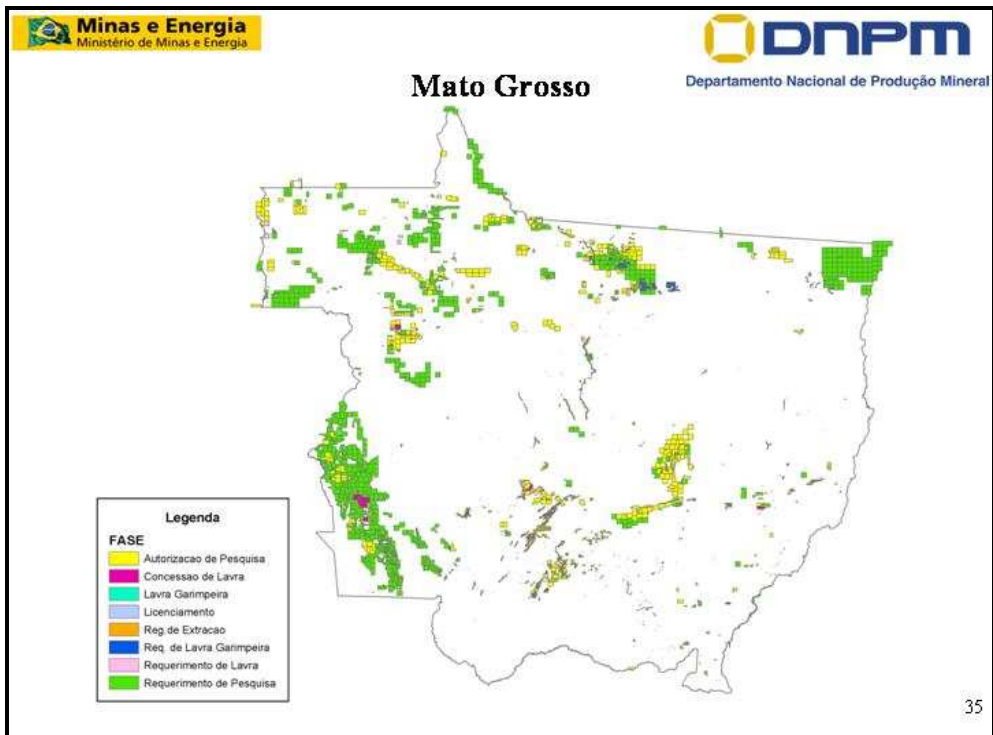 Minas e Energia
Ministério de Minas e Energia
DNPM
Departamento Nacional de Produção Mineral
Mato Grosso
Legenda
FASE
Autorizacao de Pesquisa
Concessao de Lavra
Lavra Garimpeira
Licenciamento
Reg.de Extracao
Req. de Lavra Garimpeira
Requerimento de Lavra
Requerimento de Pesquisa
35